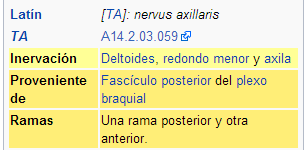 Latín [TA]: nervus axillaris
TA A14.2.03.059
Inervación Deltoides, redondo menor y axila
Proveniente de Fascículo posterior del plexo braquial
Ramas Una rama posterior y otra anterior.